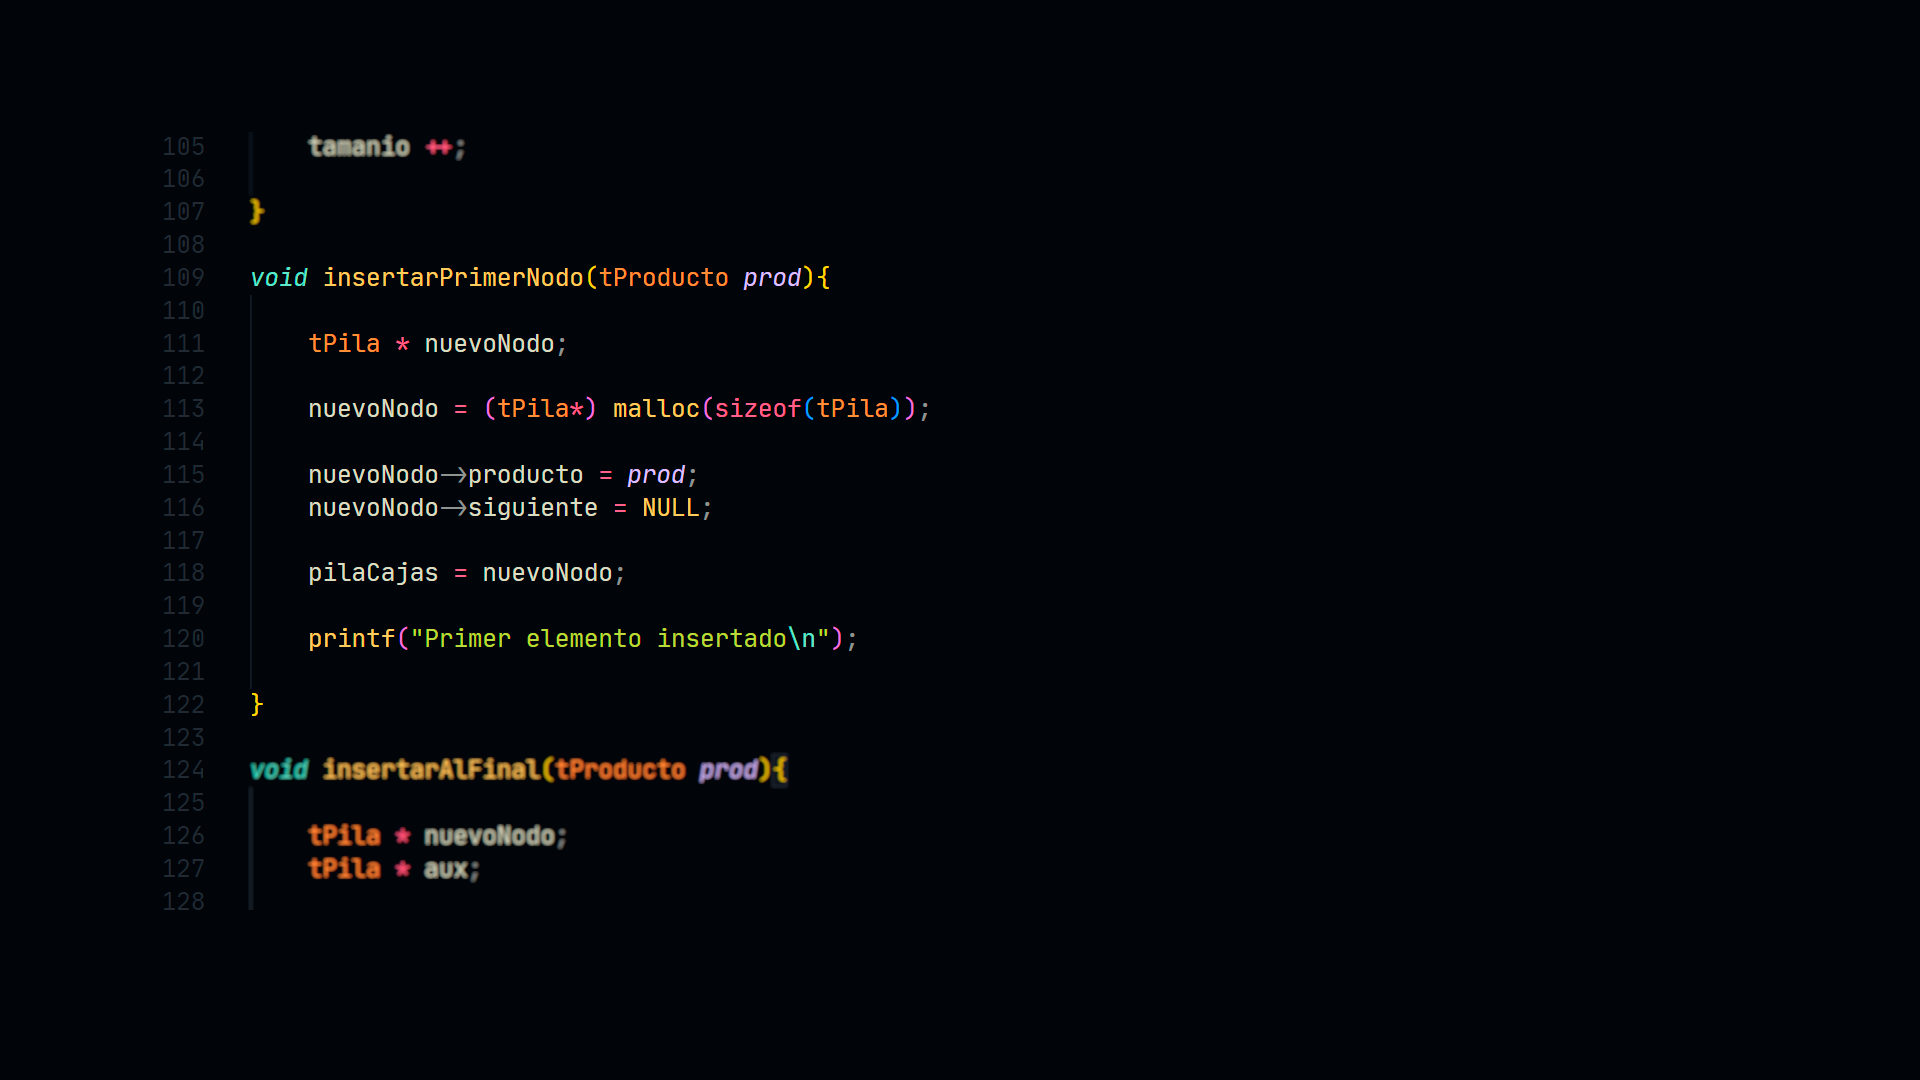 105 tamanio ++;
106
107 }
108
109 void insertarPrimerNodo(tProducto prod){
110
111 tPila * nuevoNodo;
112
113 nuevoNodo = (tPila*) malloc(sizeof(tPila));
114
115 nuevoNodo->producto = prod;
116 nuevoNodo->siguiente = NULL;
117
118 pilaCajas = nuevoNodo;
119
120 printf("Primer elemento insertado\n");
121
122 }
123
124 void insertarAlFinal(tProducto prod){
125
126 tPila * nuevoNodo;
127 tPila * aux;
128